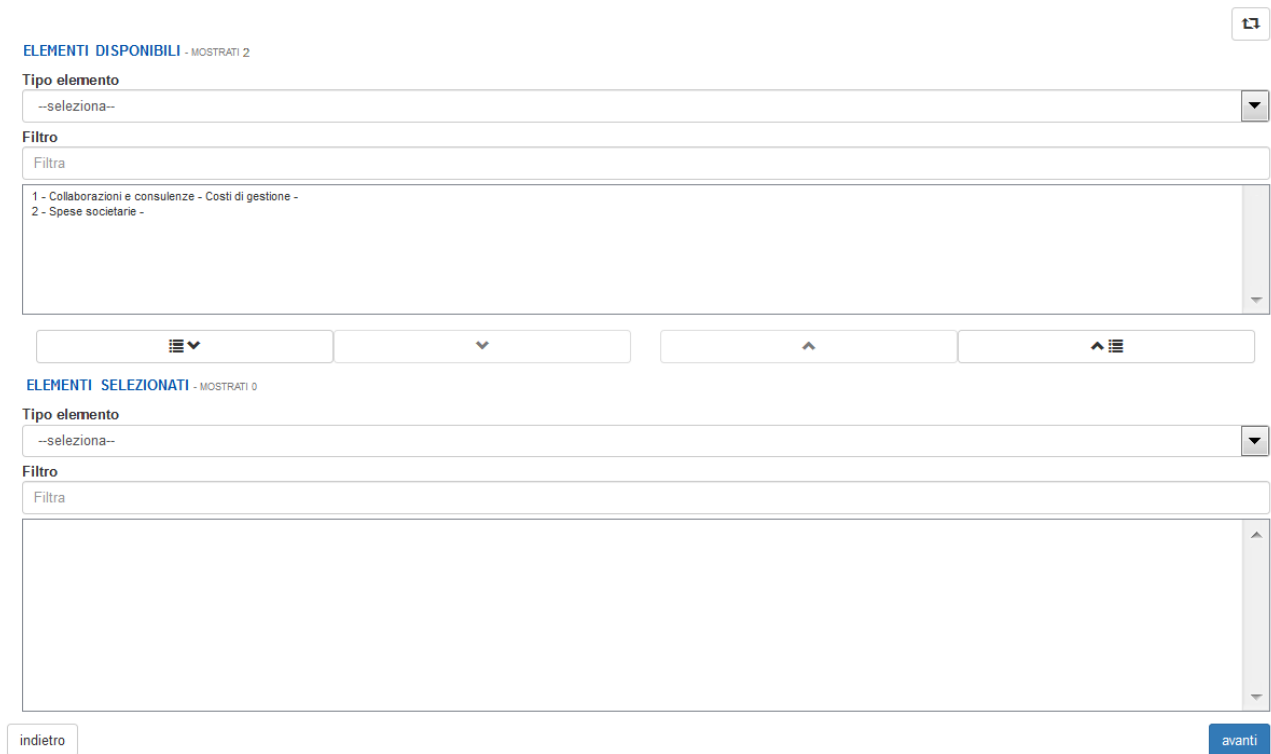 ELEMENTI DISPONIBILI - MOSTRATI 2
Tipo elemento
--seleziona--
Filtro
Filtra
1 - Collaborazioni e consulenze - Costi di gestione -
2 - Spese societarie -
ELEMENTI SELEZIONATI - MOSTRATI 0
Tipo elemento
--seleziona--
Filtro
Filtra
indietro
avanti